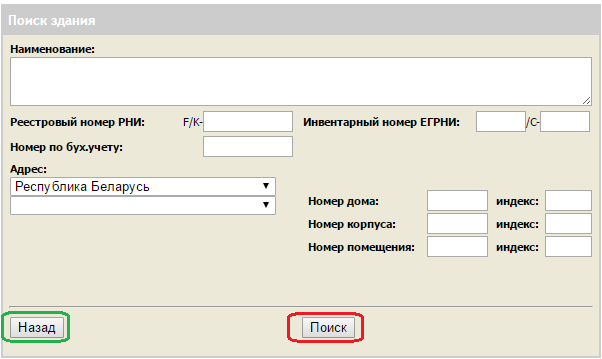 Поиск здания
Наименование:
Реестровый номер РНИ: F/K- Инвентарный номер ЕГРНИ: /C-
Номер по бух.учету:
Адрес:
Республика Беларусь
Номер дома: индекс:
Номер корпуса: индекс:
Номер помещения: индекс:
Назад Поиск